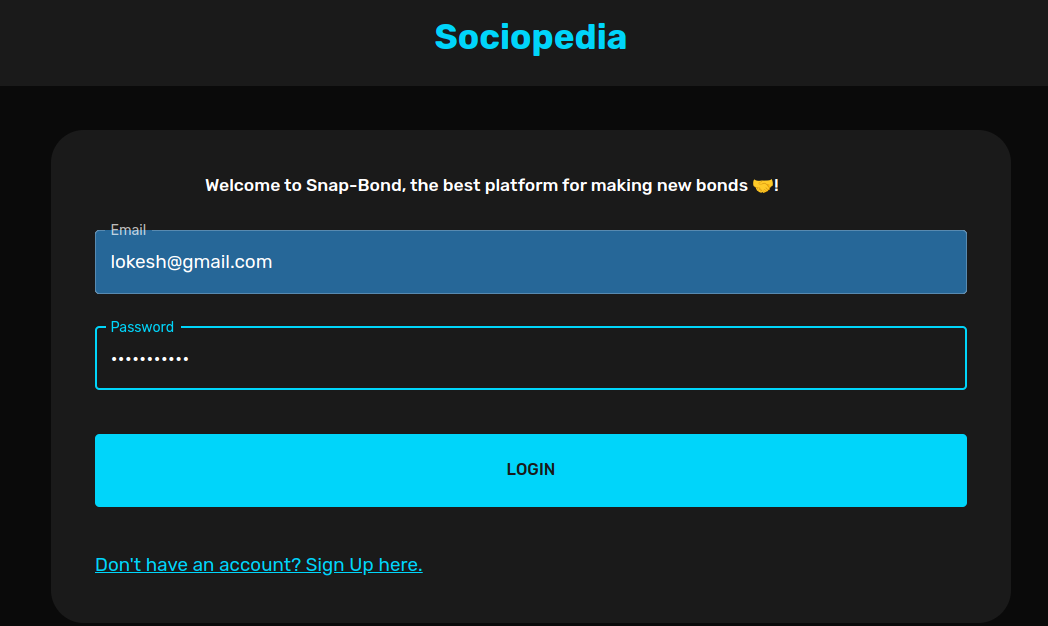 Sociopedia
Welcome to Snap-Bond, the best platform for making new bonds 🤝!
Email
lokesh@gmail.com
Password
•••••••••••
LOGIN
Don't have an account? Sign Up here.